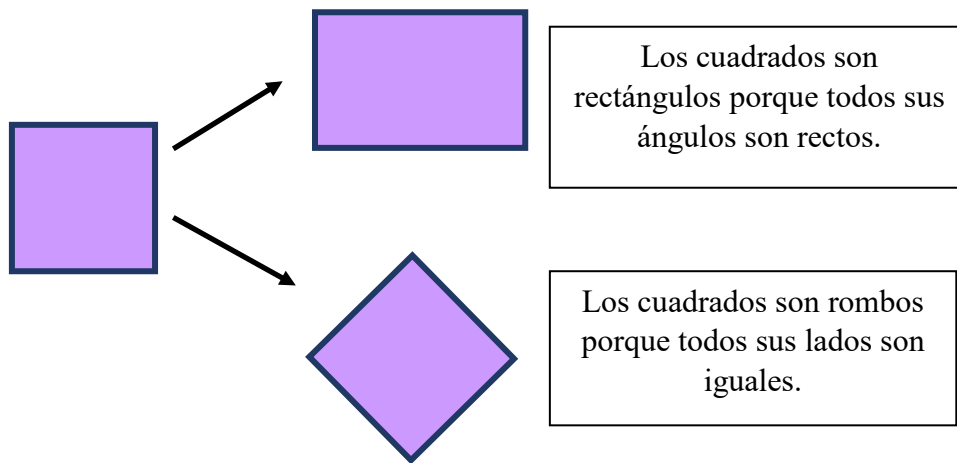 Los cuadrados son
rectángulos porque todos sus
ángulos son rectos.
Los cuadrados son rombos
porque todos sus lados son
iguales.